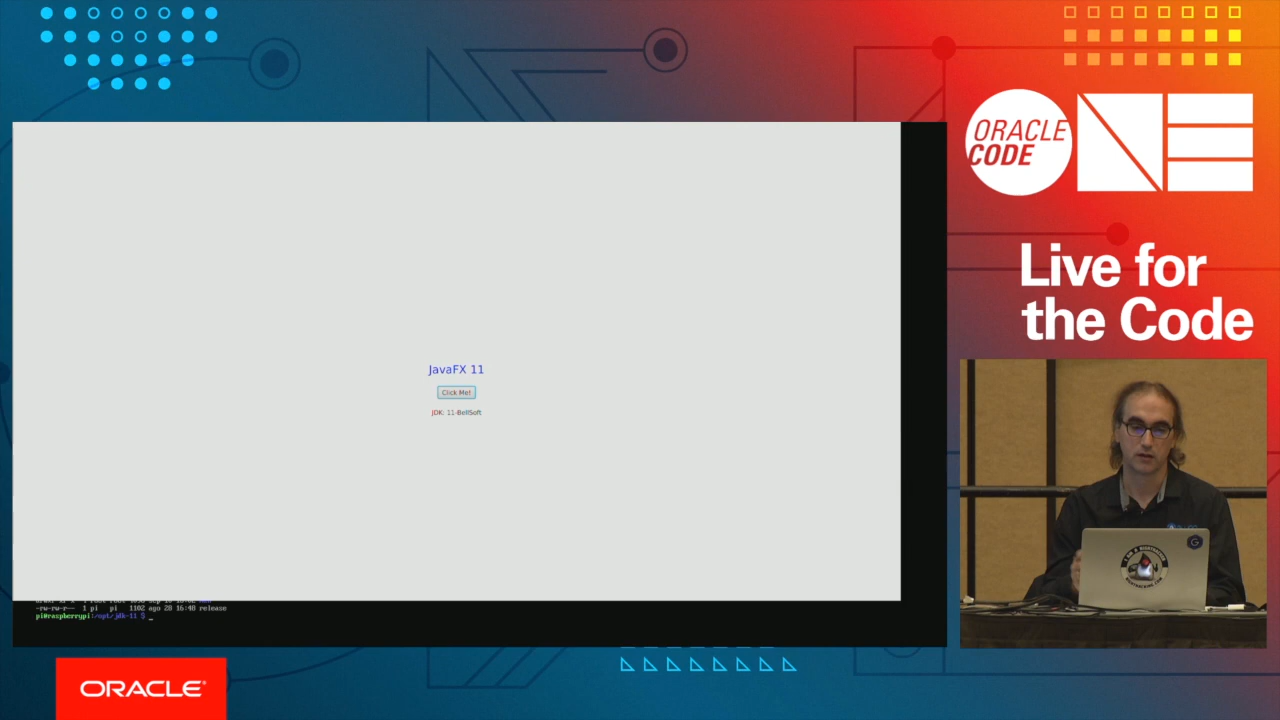 ORACLE
CODE
ONE
Live for
the Code
JavaFX 11
Click Me!
JDK: 11-BellSoft
-rw-rw-r-- 1 pi pi 1102 ago 28 16:48 release
pi@raspberrypi:/opt/jdk-11 $ _
ORACLE®